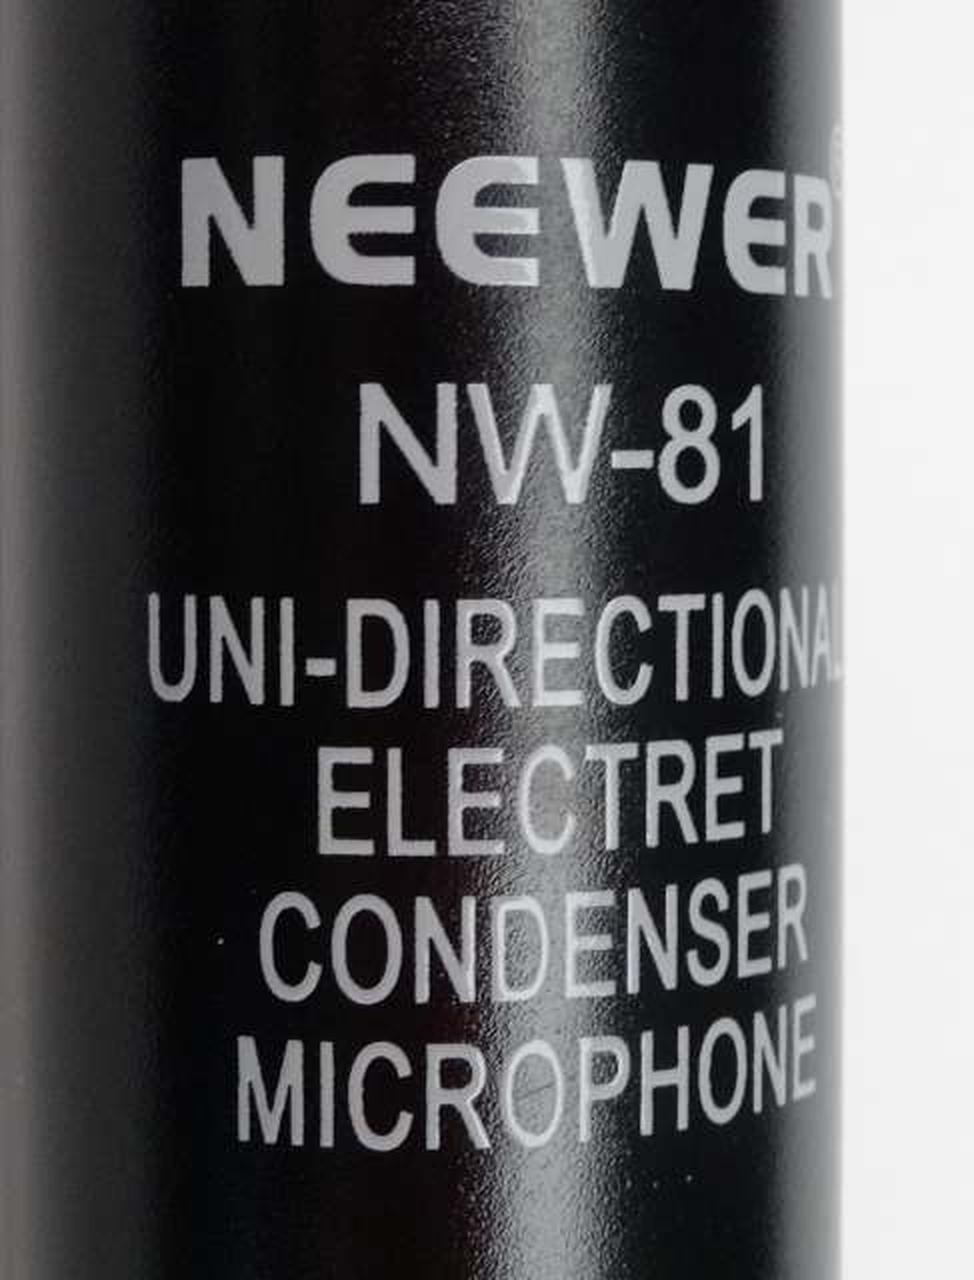 NEEWER
NW-81
UNI-DIRECTIONAL
ELECTRET
CONDENSER
MICROPHONE